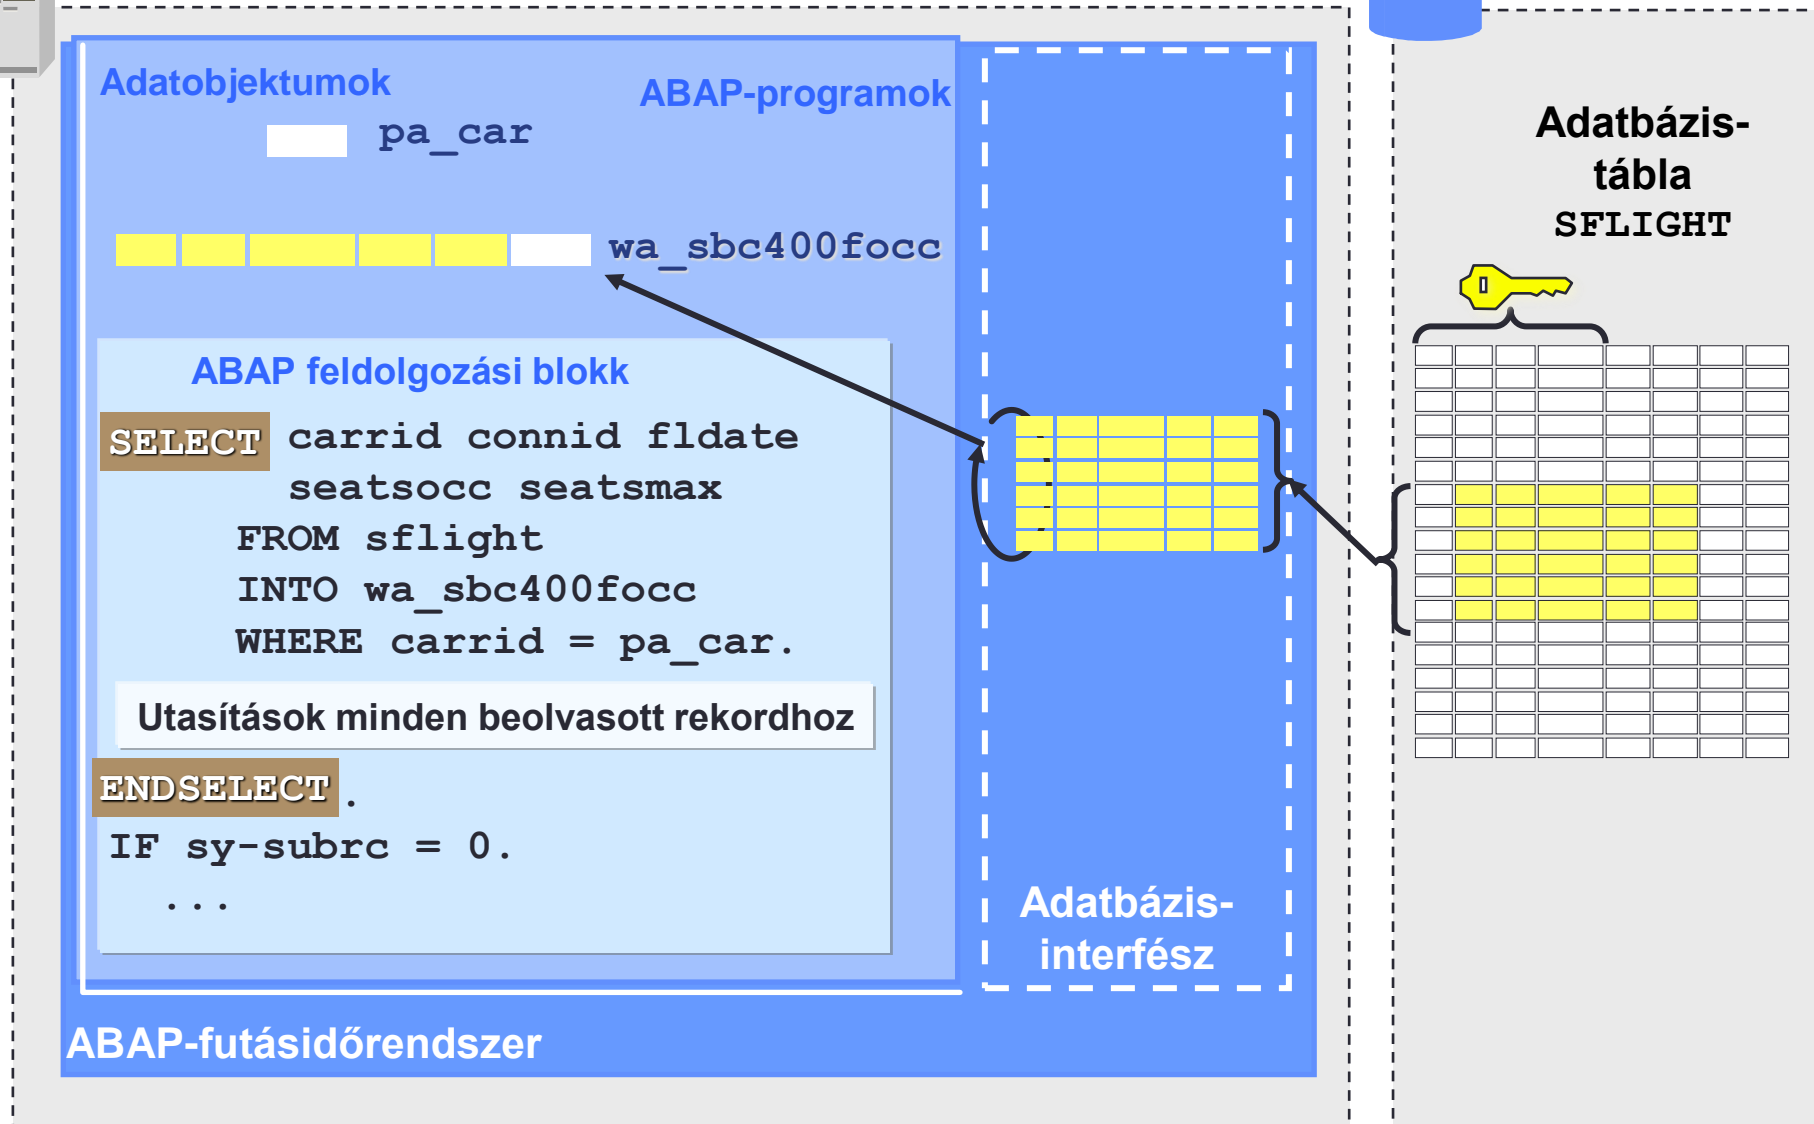 Adatobjektumok
ABAP-programok
pa_car
wa_sbc400focc
ABAP feldolgozási blokk
SELECT carrid connid fldate
seatsocc seatsmax
FROM sflight
INTO wa_sbc400focc
WHERE carrid = pa_car.
Utasítások minden beolvasott rekordhoz
ENDSELECT.
IF sy-subrc = 0.
...
ABAP-futásidőrendszer
Adatbázis-
interfész
Adatbázis-
tábla
SFLIGHT